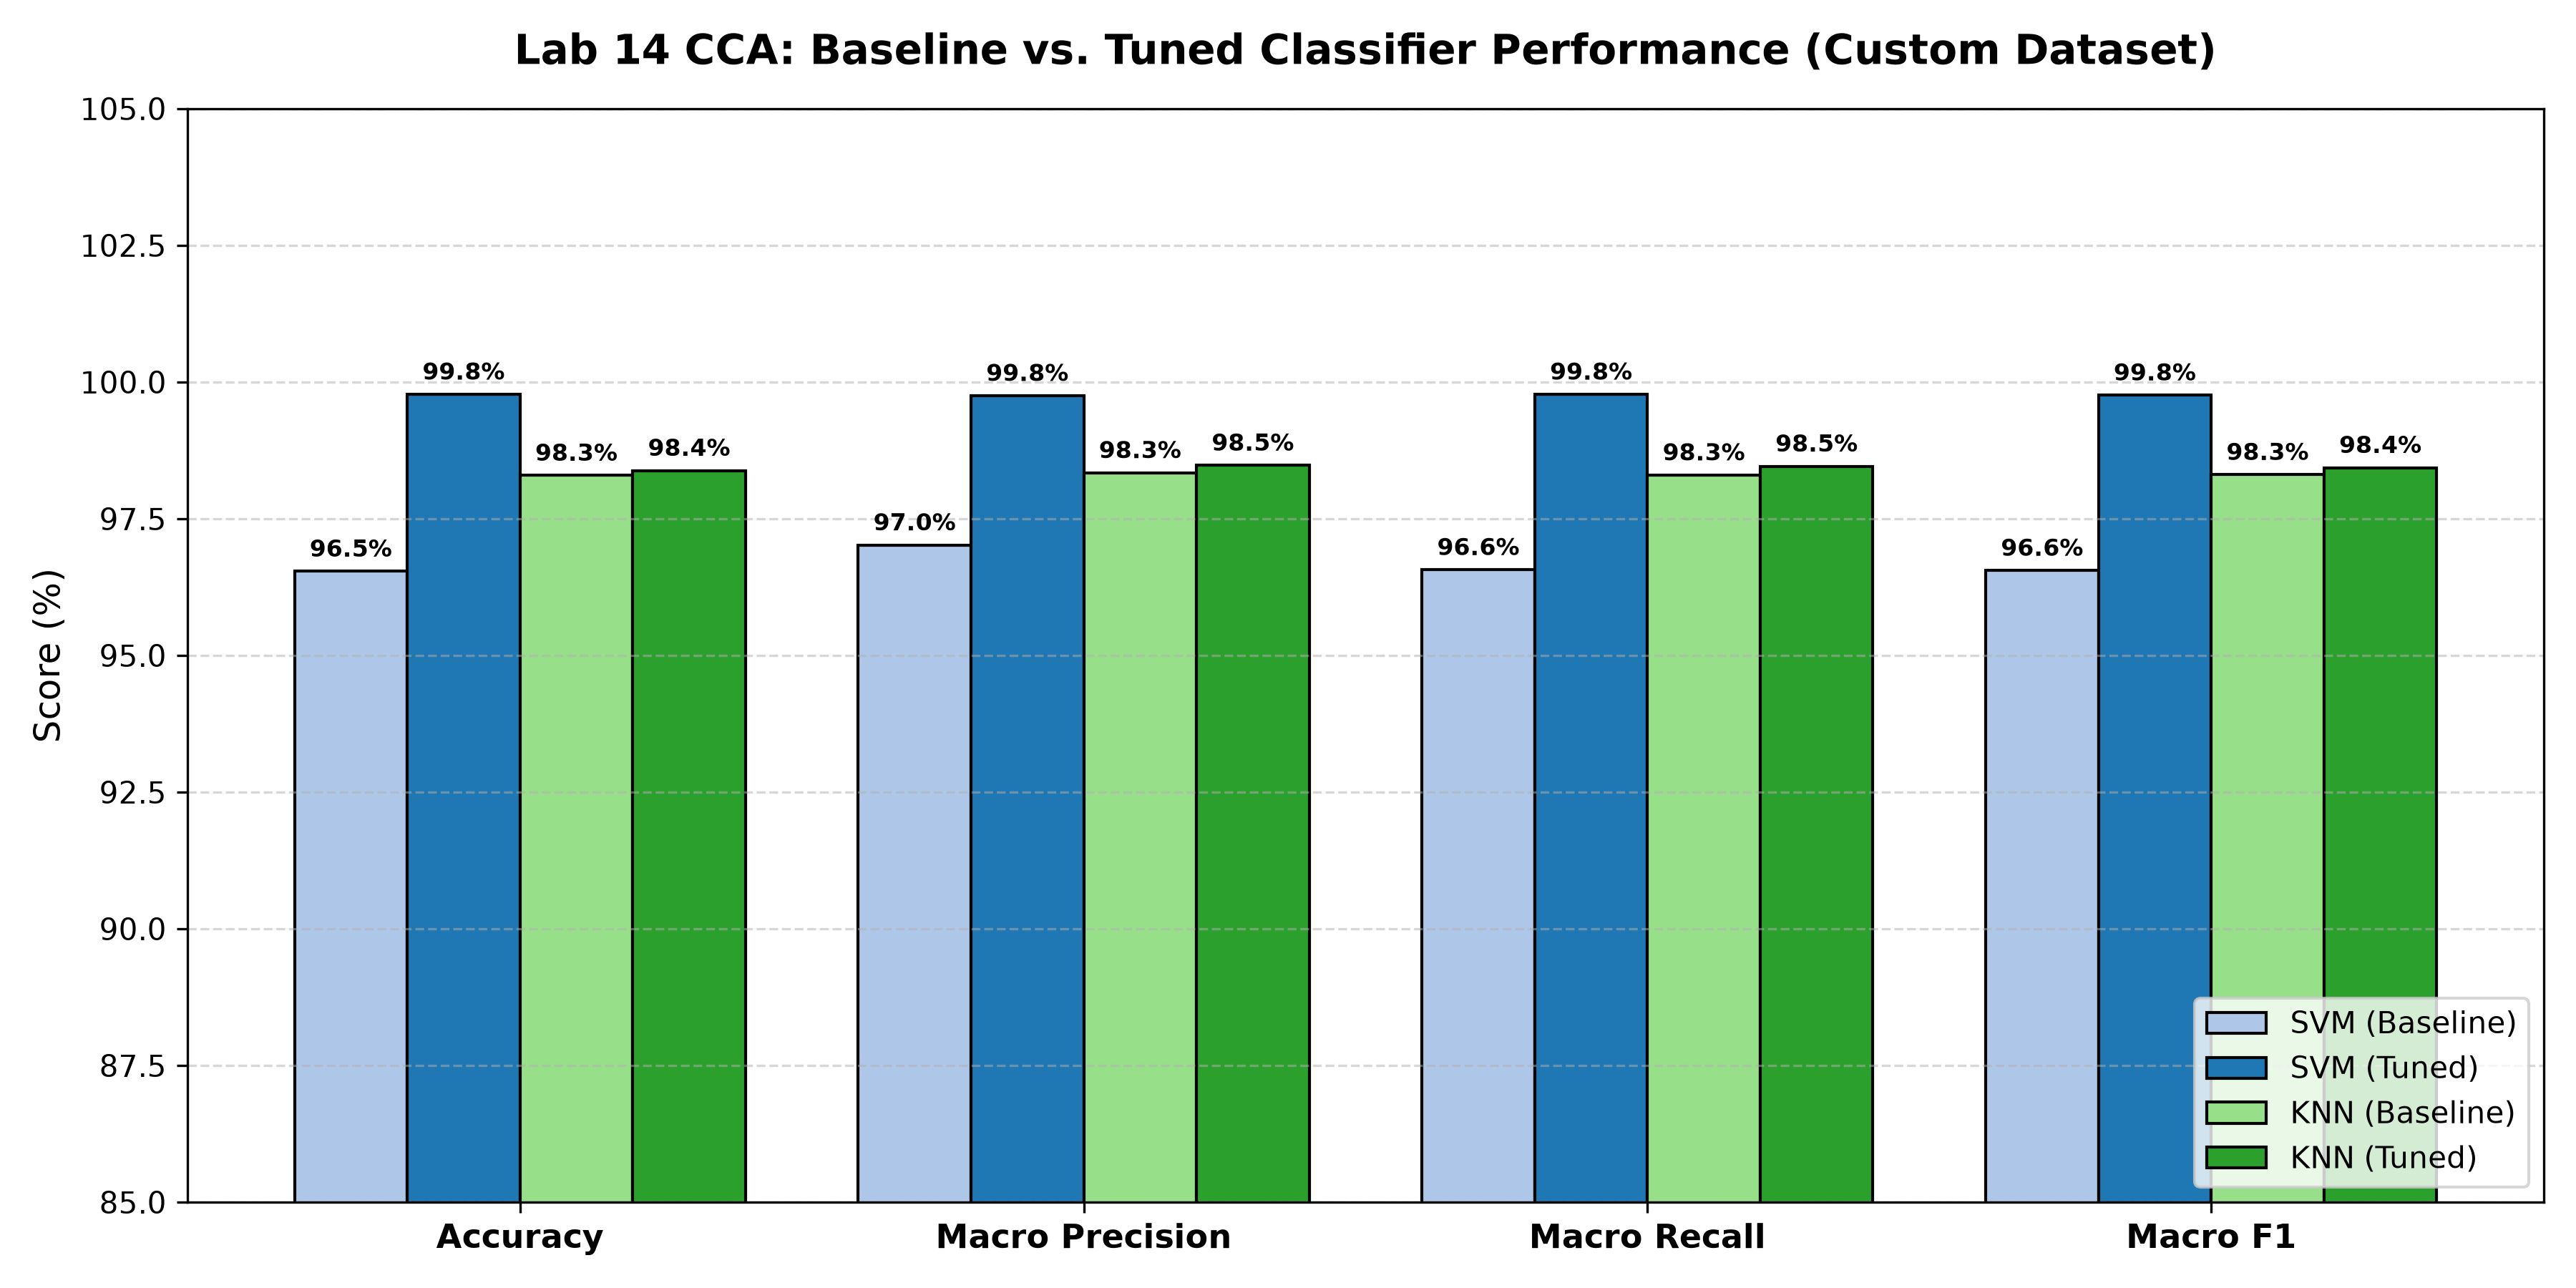 Lab 14 CCA: Baseline vs. Tuned Classifier Performance (Custom Dataset)
Score (%)
105.0
102.5
100.0
97.5
95.0
92.5
90.0
87.5
85.0
96.5%
99.8%
98.3%
98.4%
97.0%
99.8%
98.3%
98.5%
96.6%
99.8%
98.3%
98.5%
96.6%
99.8%
98.3%
98.4%
Accuracy
Macro Precision
Macro Recall
Macro F1
SVM (Baseline)
SVM (Tuned)
KNN (Baseline)
KNN (Tuned)